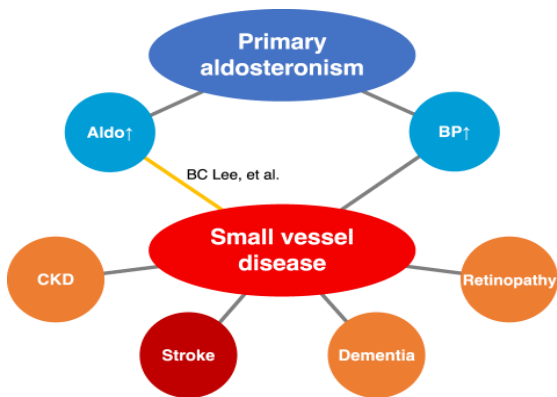 Primary
aldosteronism
Aldo↑
BP↑
BC Lee, et al.
Small vessel
disease
CKD
Retinopathy
Stroke
Dementia